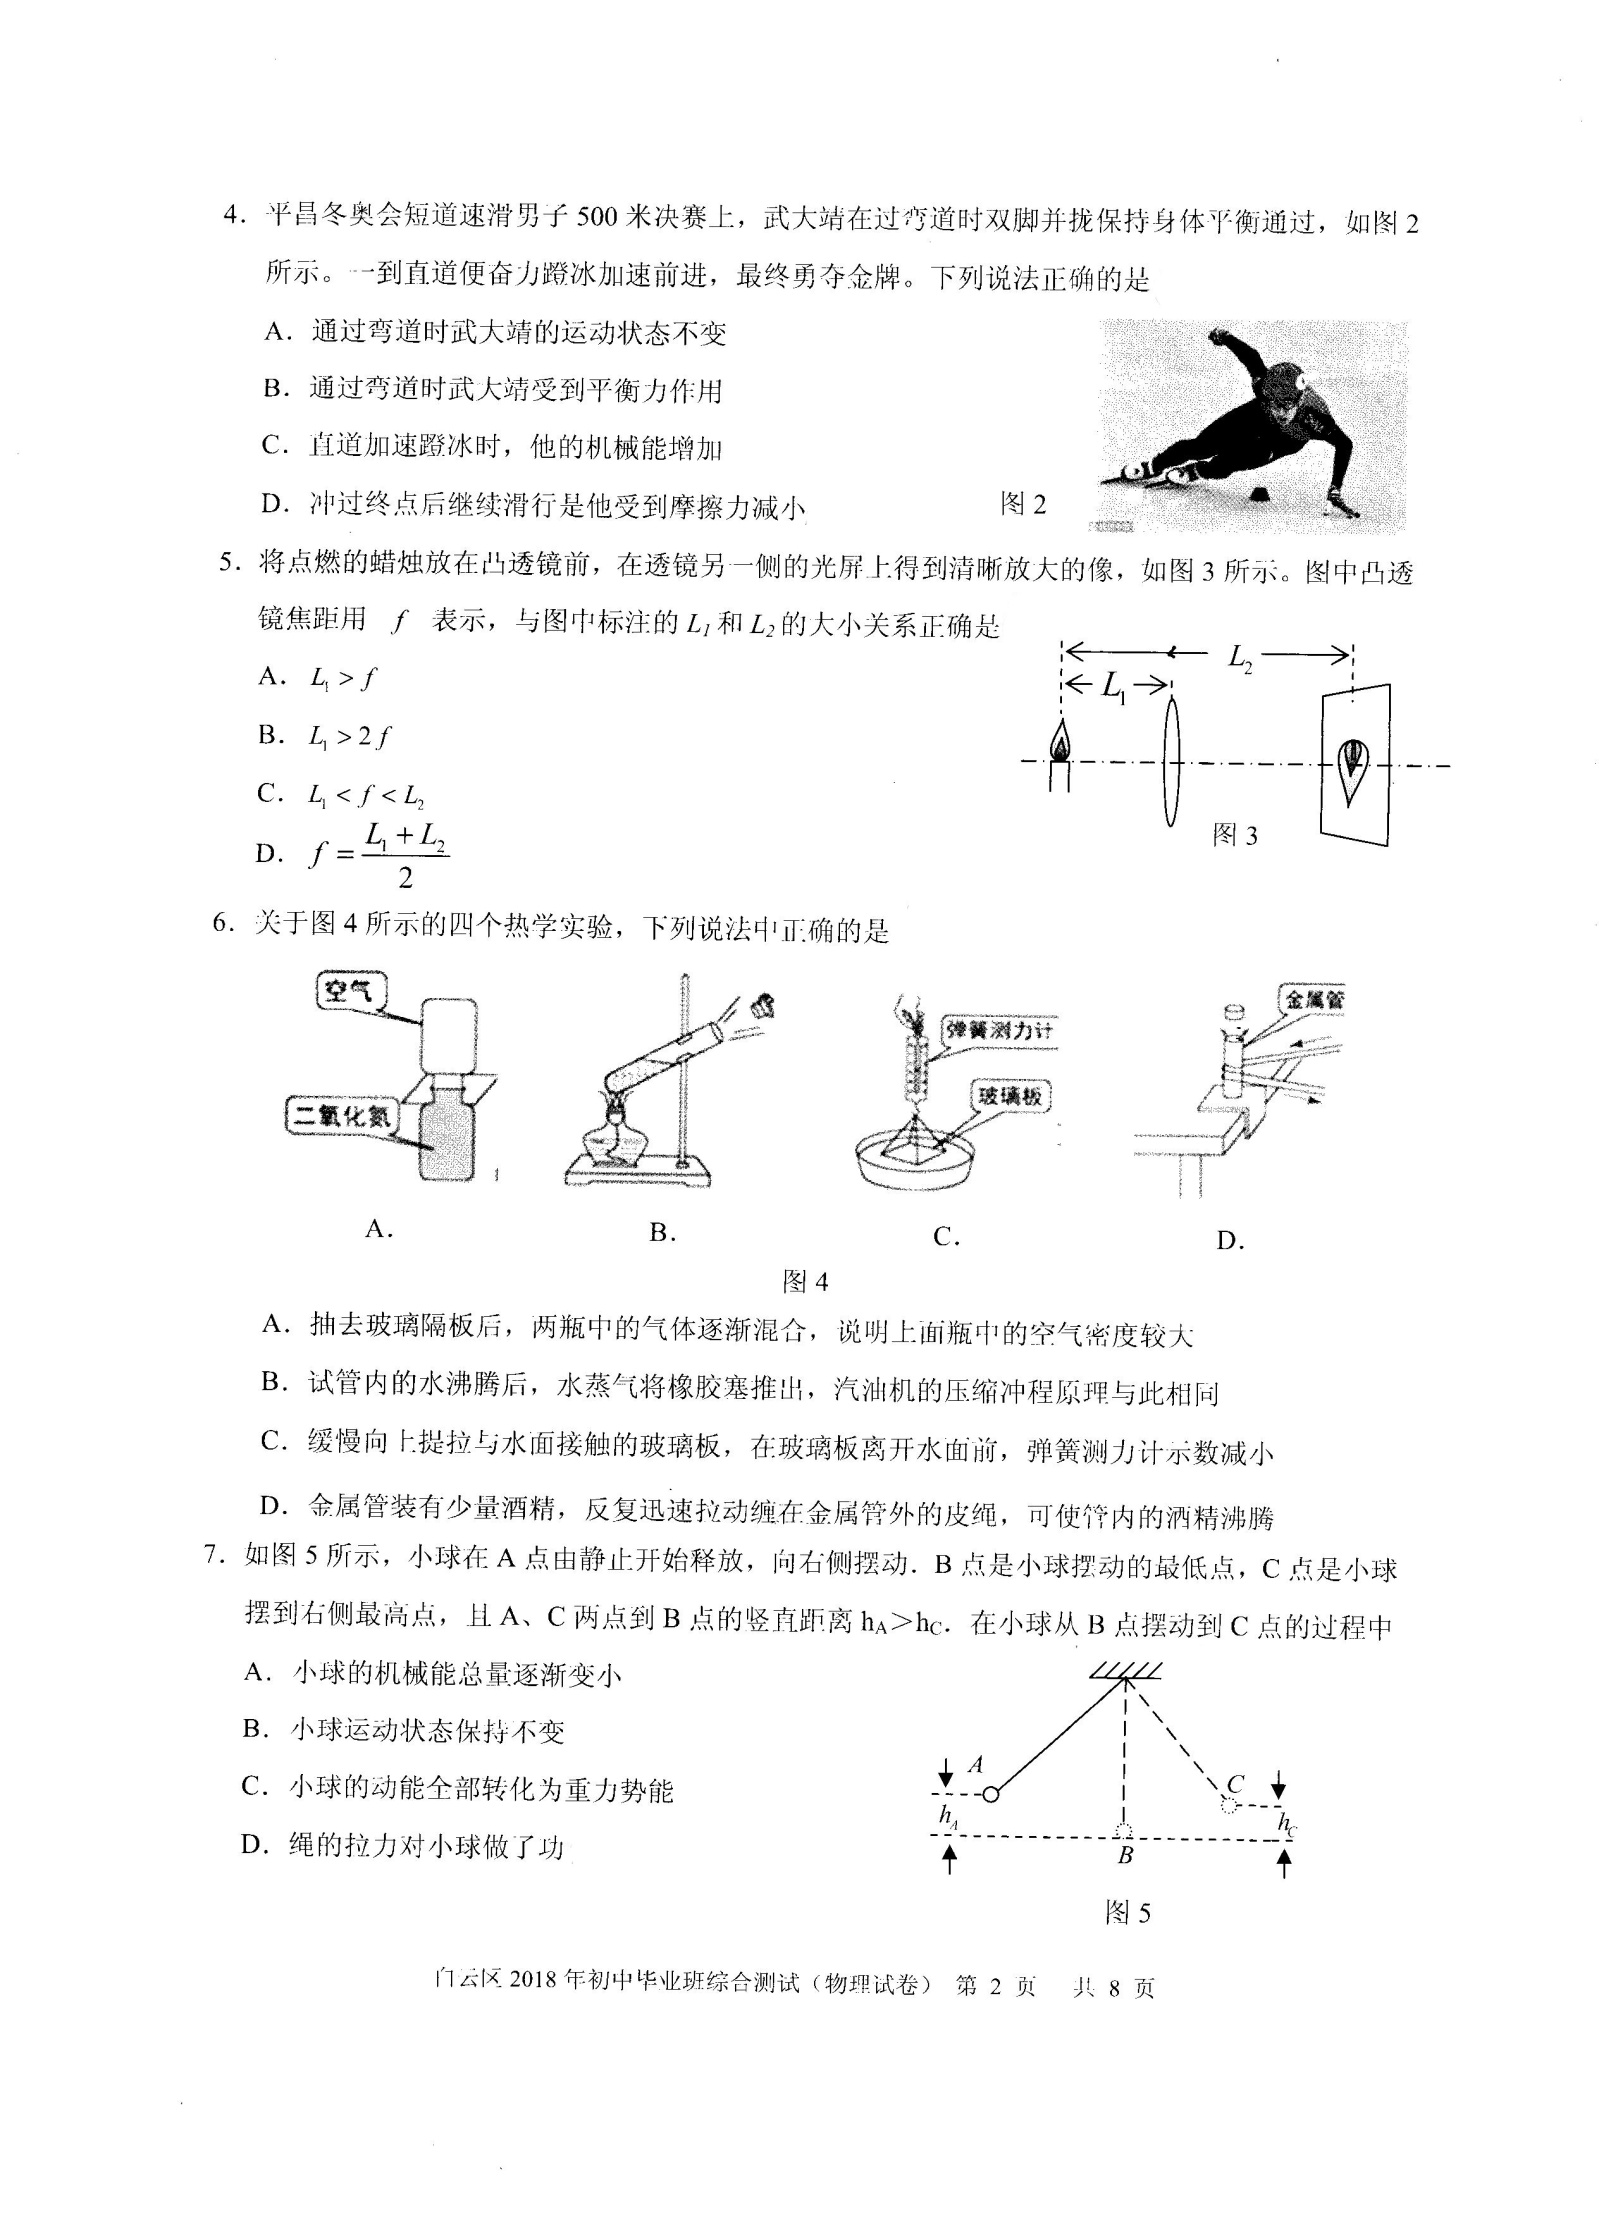 4．平昌冬奥会短道速滑男子 500 米决赛上，武大靖在过弯道时双脚并拢保持身体平衡通过，如图 2
所示。一到直道便奋力蹬冰加速前进，最终勇夺金牌。下列说法正确的是
A．通过弯道时武大靖的运动状态不变
B．通过弯道时武大靖受到平衡力作用
C．直道加速蹬冰时，他的机械能增加
D．冲过终点后继续滑行是他受到摩擦力减小
图 2
5．将点燃的蜡烛放在凸透镜前，在透镜另一侧的光屏上得到清晰放大的像，如图 3 所示。图中凸透
镜焦距用 f 表示，与图中标注的 L₁ 和 L₂ 的大小关系正确是
A． L₁ > f
B． L₁ > 2f
C． L₁ < f < L₂
D． f = (L₁ + L₂)/2
L₂
L₁
图 3
6．关于图 4 所示的四个热学实验，下列说法中正确的是
空气
二氧化氮
弹簧测力计
玻璃板
金属管
A．
B．
C．
D．
图 4
A．抽去玻璃隔板后，两瓶中的气体逐渐混合，说明上面瓶中的空气密度较大
B．试管内的水沸腾后，水蒸气将橡胶塞推出，汽油机的压缩冲程原理与此相同
C．缓慢向上提拉与水面接触的玻璃板，在玻璃板离开水面前，弹簧测力计示数减小
D．金属管装有少量酒精，反复迅速拉动缠在金属管外的皮绳，可使管内的酒精沸腾
7．如图 5 所示，小球在 A 点由静止开始释放，向右侧摆动．B 点是小球摆动的最低点，C 点是小球
摆到右侧最高点，且 A、C 两点到 B 点的竖直距离 hA＞hC．在小球从 B 点摆动到 C 点的过程中
A．小球的机械能总量逐渐变小
B．小球运动状态保持不变
C．小球的动能全部转化为重力势能
D．绳的拉力对小球做了功
A
C
hA
hC
B
图 5
白云区 2018 年初中毕业班综合测试（物理试卷） 第 2 页 共 8 页